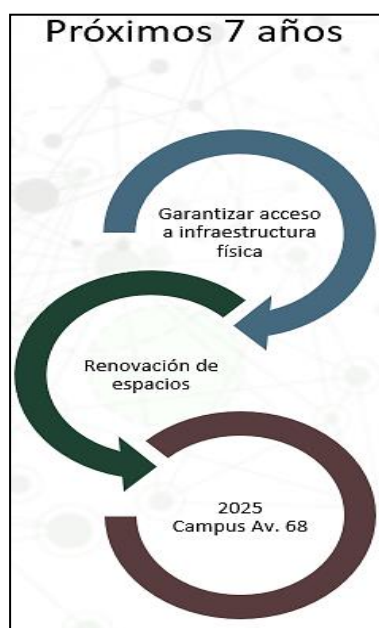 Próximos 7 años
Garantizar acceso
a infraestructura
física
Renovación de
espacios
2025
Campus Av. 68